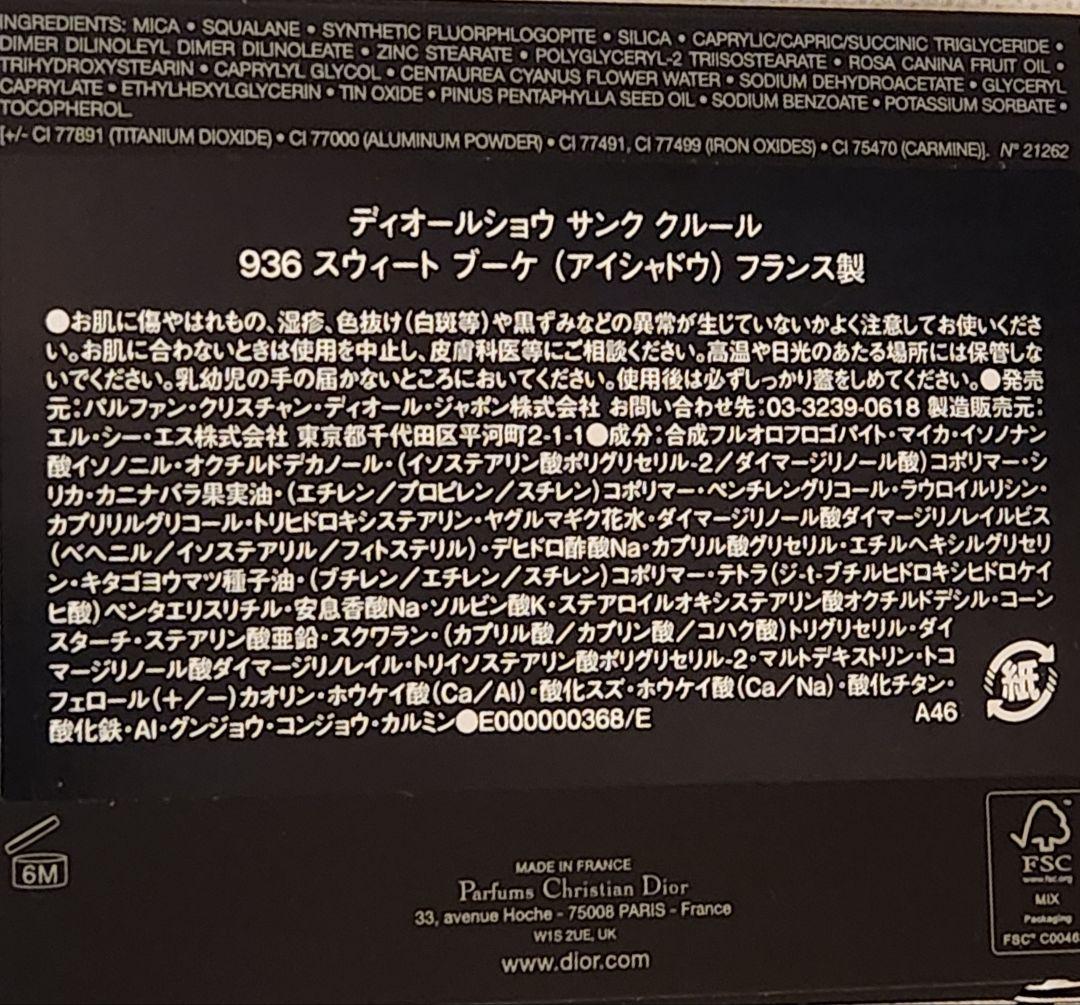 INGREDIENTS: MICA • SQUALANE • SYNTHETIC FLUORPHLOGOPITE • SILICA • CAPRYLIC/CAPRIC/SUCCINIC TRIGLYCERIDE •
DIMER DILINOLEYL DIMER DILINOLEATE • ZINC STEARATE • POLYGLYCERYL-2 TRIISOSTEARATE • ROSA CANINA FRUIT OIL •
TRIHYDROXYSTEARIN • CAPRYLYL GLYCOL • CENTAUREA CYANUS FLOWER WATER • SODIUM DEHYDROACETATE • GLYCERYL
CAPRYLATE • ETHYLHEXYLGLYCERIN • TIN OXIDE • PINUS PENTAPHYLLA SEED OIL • SODIUM BENZOATE • POTASSIUM SORBATE •
TOCOPHEROL.
[+/- CI 77891 (TITANIUM DIOXIDE) • CI 77000 (ALUMINUM POWDER) • CI 77491, CI 77499 (IRON OXIDES) • CI 75470 (CARMINE)]. N° 21262
ディオールショウ サンク クルール
936 スウィート ブーケ (アイシャドウ) フランス製
●お肌に傷やはれもの、湿疹、色抜け(白斑等)や黒ずみなどの異常が生じていないかよく注意してお使いくださ
い。お肌に合わないときは使用を中止し、皮膚科医等にご相談ください。高温や日光のあたる場所には保管しな
いでください。乳幼児の手の届かないところにおいてください。使用後は必ずしっかり蓋をしめてください。●発売
元:パルファン・クリスチャン・ディオール・ジャポン株式会社 お問い合わせ先:03-3239-0618 製造販売元:
エル・シー・エス株式会社 東京都千代田区平河町2-1-1●成分:合成フルオロフロゴパイト・マイカ・イソノナン
酸イソノニル・オクチルドデカノール・(イソステアリン酸ポリグリセリル-2/ダイマージリノール酸)コポリマー・シ
リカ・カニナバラ果実油・(エチレン/プロピレン/スチレン)コポリマー・ペンチレングリコール・ラウロイルリシン・
カプリリルグリコール・トリヒドロキシステアリン・ヤグルマギク花水・ダイマージリノール酸ダイマージリノレイルビス
(ベヘニル/イソステアリル/フィトステリル)・デヒドロ酢酸Na・カプリル酸グリセリル・エチルヘキシルグリセリ
ン・キタゴヨウマツ種子油・(ブチレン/エチレン/スチレン)コポリマー・テトラ(ジ-t-ブチルヒドロキシヒドロケイ
ヒ酸)ペンタエリスリチル・安息香酸Na・ソルビン酸K・ステアロイルオキシステアリン酸オクチルドデシル・コーン
スターチ・ステアリン酸亜鉛・スクワラン・(カプリル酸/カプリン酸/コハク酸)トリグリセリル・ダイ
マージリノール酸ダイマージリノレイル・トリイソステアリン酸ポリグリセリル-2・マルトデキストリン・トコ
フェロール(+/-)カオリン・ホウケイ酸(Ca/Al)・酸化スズ・ホウケイ酸(Ca/Na)・酸化チタン・
酸化鉄・Al・グンジョウ・コンジョウ・カルミン●E000000368/E
A46
紙
6M
MADE IN FRANCE
Parfums Christian Dior
33, avenue Hoche - 75008 PARIS - France
W1S 2UE, UK
www.dior.com
FSC
www.fsc.org
MIX
Packaging
FSC™ C0046